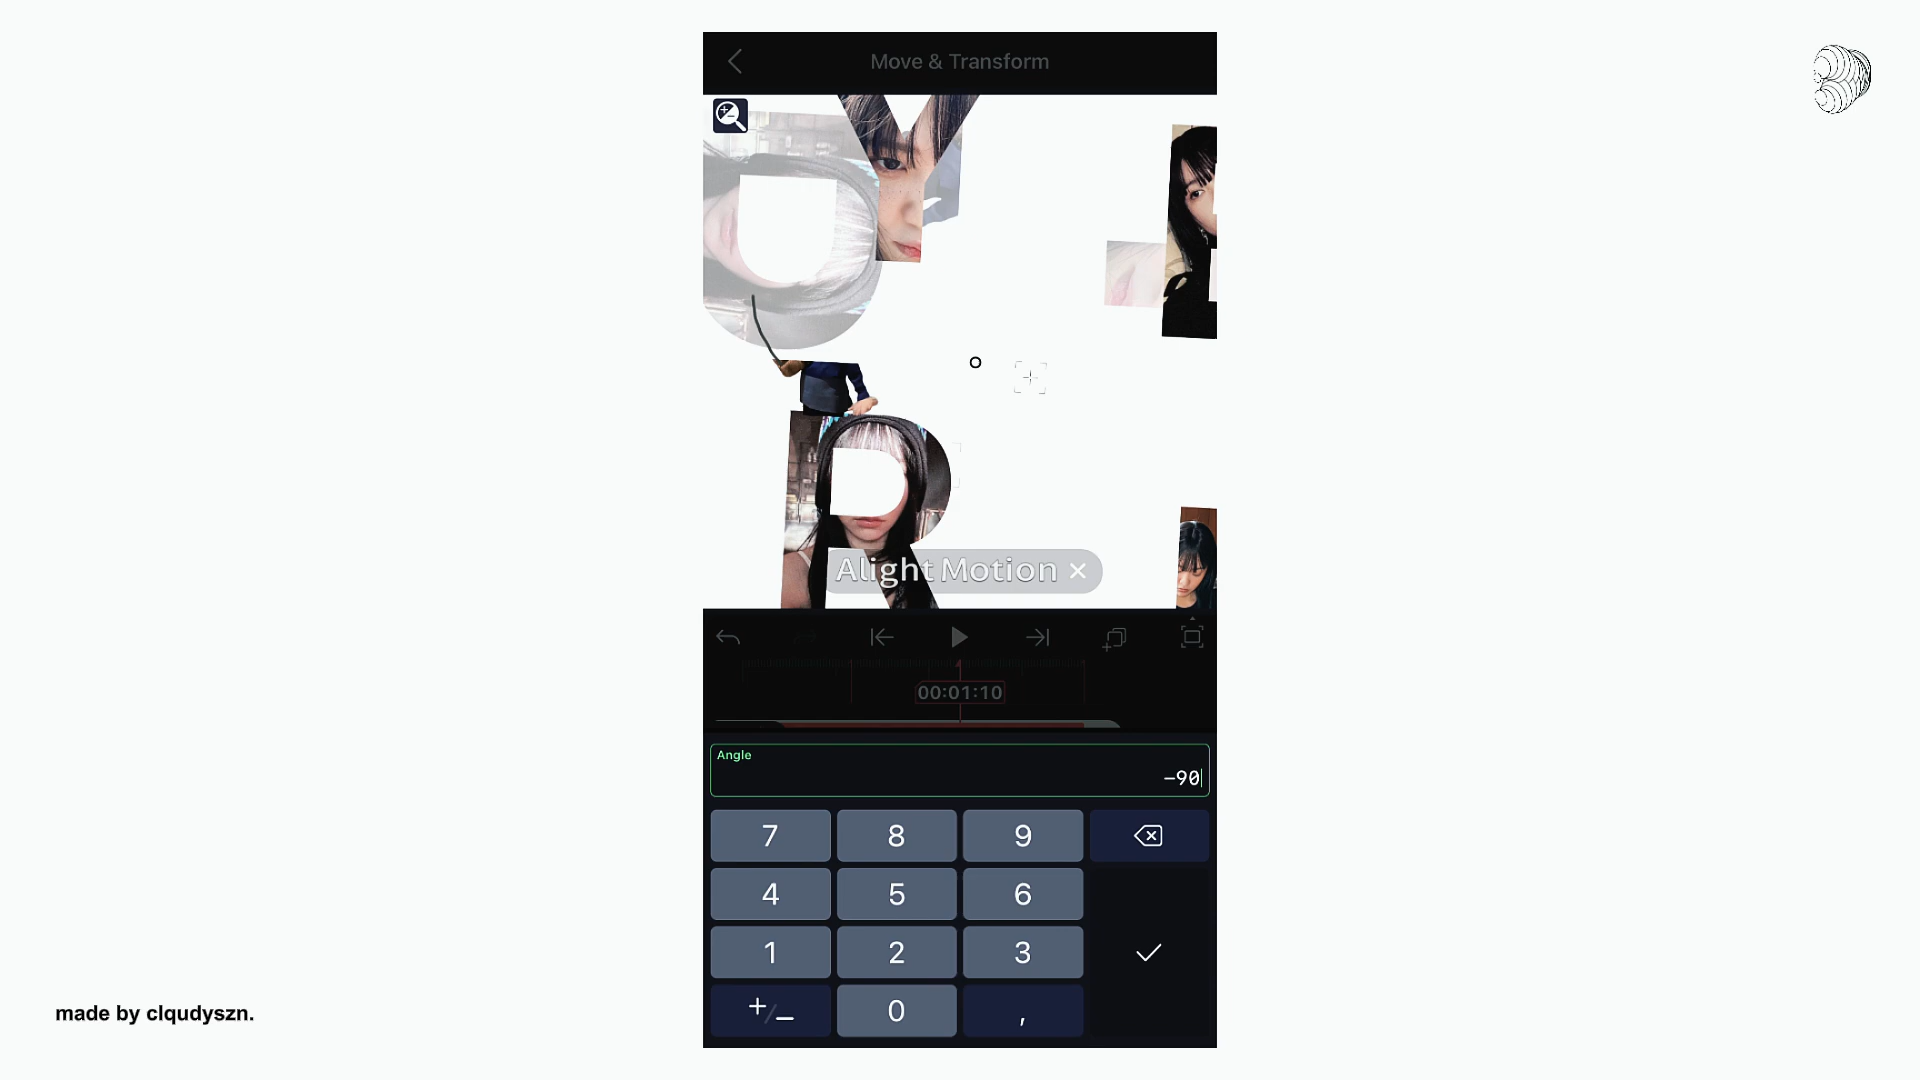 Move & Transform
Alight Motion ×
00:01:10
Angle
-90
7 8 9
4 5 6
1 2 3
+/− 0 ,
made by clqudyszn.